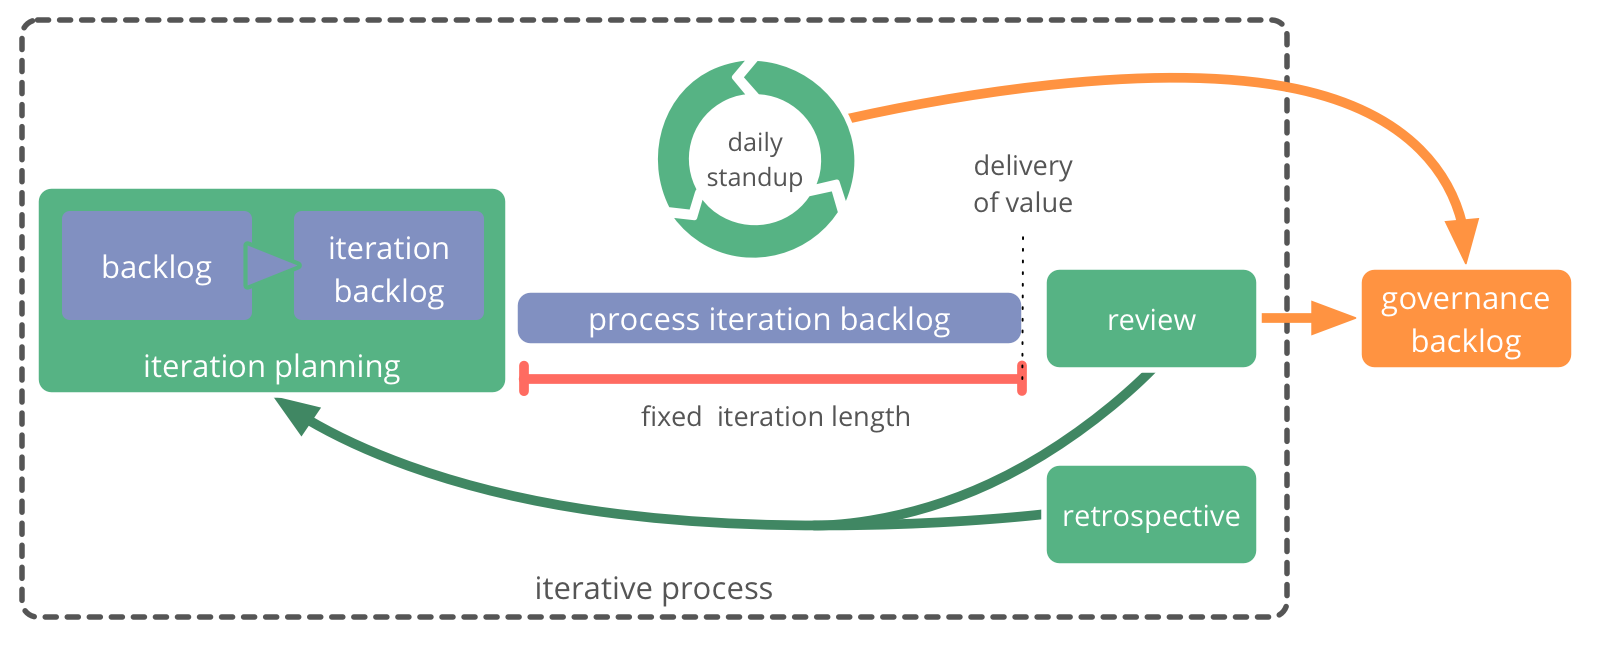 daily
standup
delivery
of value
backlog
iteration
backlog
iteration planning
process iteration backlog
review
governance
backlog
fixed iteration length
retrospective
iterative process